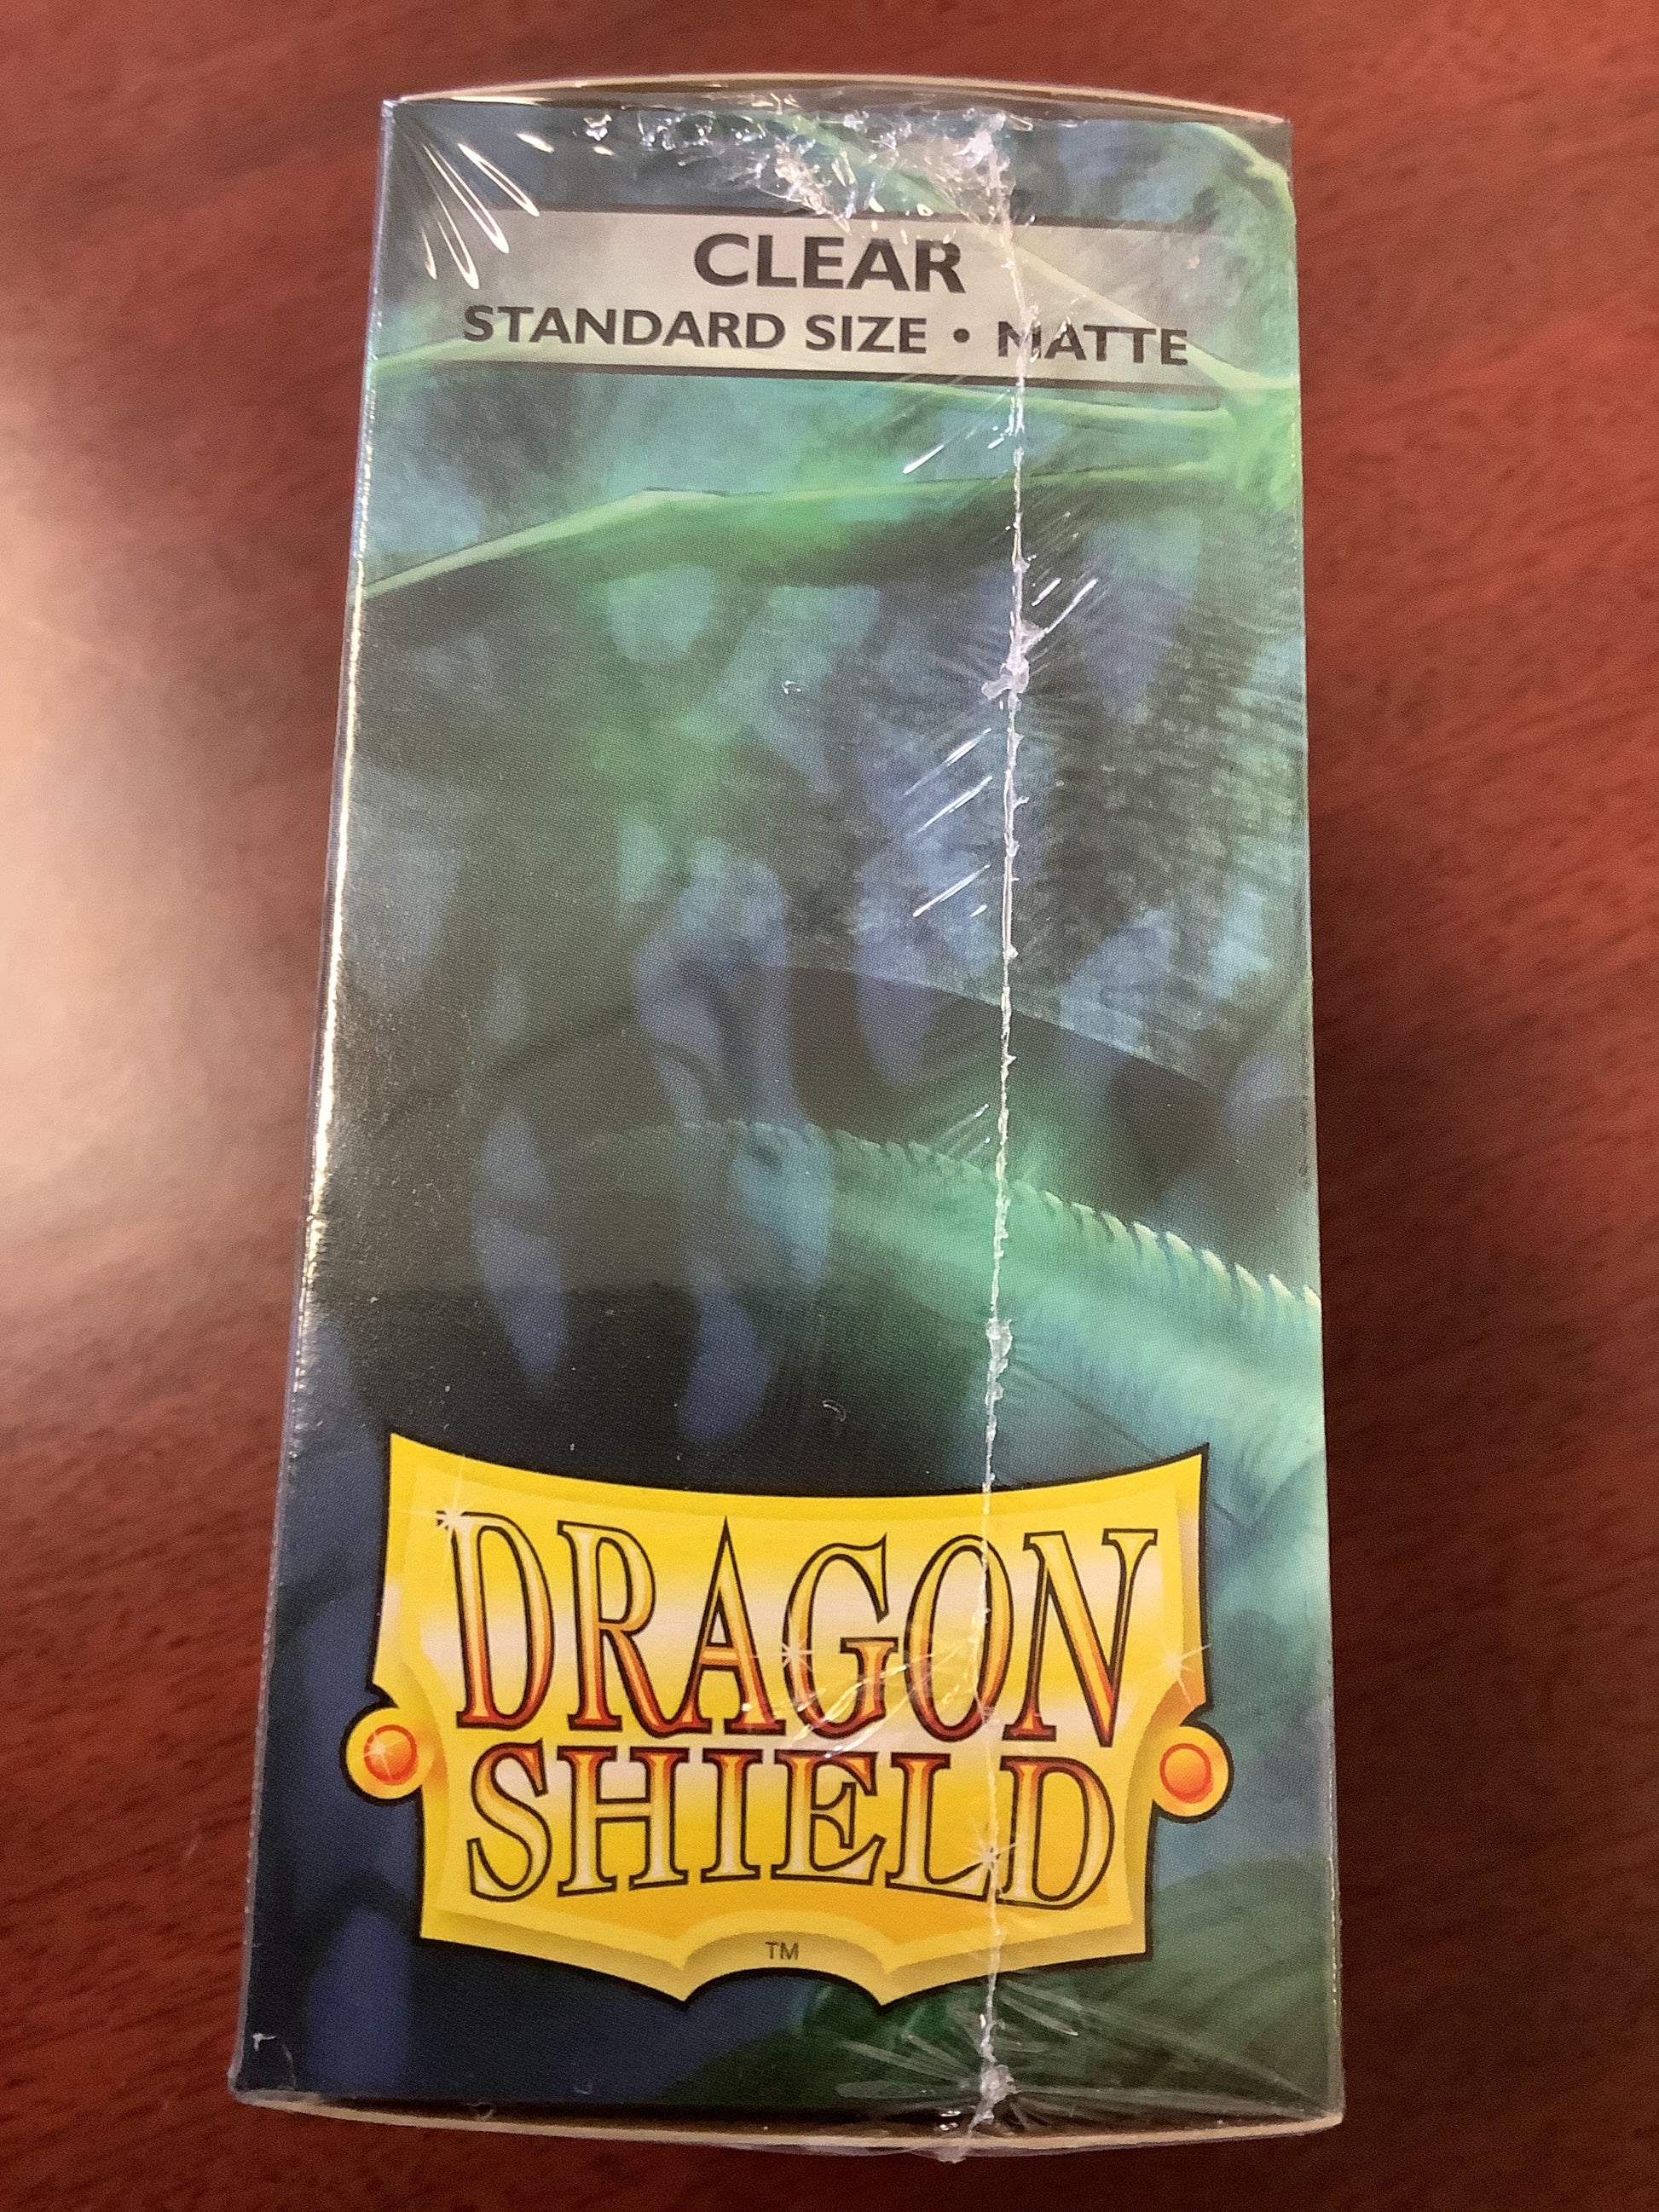 CLEAR
STANDARD SIZE • MATTE
DRAGON
SHIELD
TM